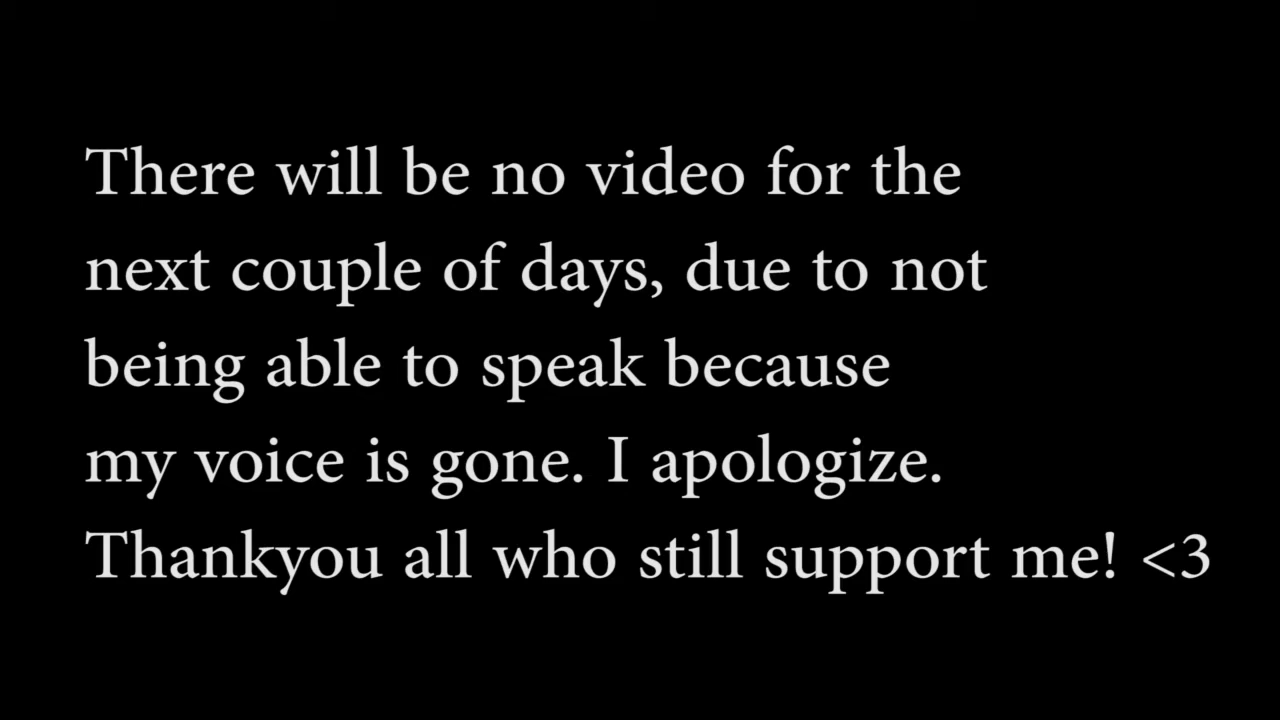 There will be no video for the
next couple of days, due to not
being able to speak because
my voice is gone. I apologize.
Thankyou all who still support me! <3